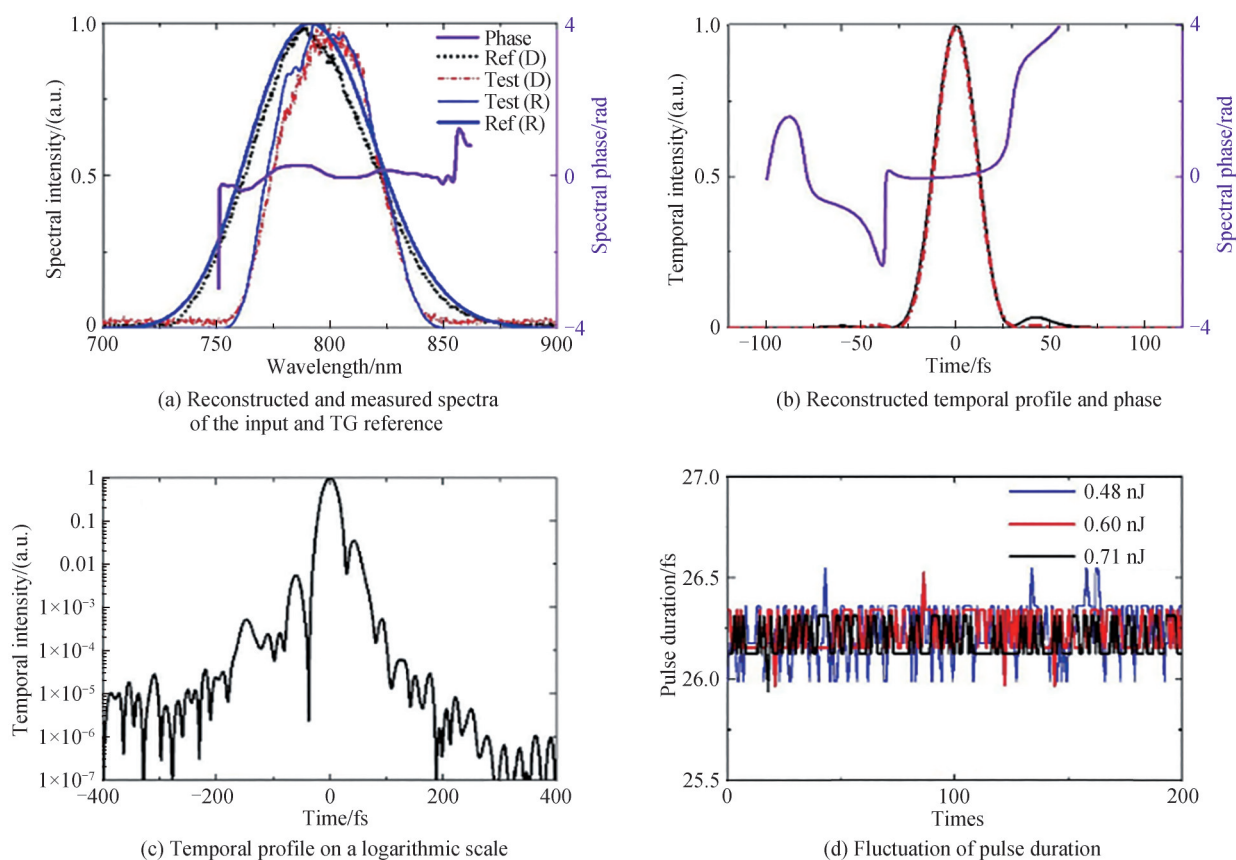 1.0
0.5
0
Spectral intensity/(a.u.)
Phase
Ref (D)
Test (D)
Test (R)
Ref (R)
4
0
−4
Spectral phase/rad
700
750
800
850
900
Wavelength/nm
(a) Reconstructed and measured spectra
of the input and TG reference
1.0
0.5
0
Temporal intensity/(a.u.)
4
0
−4
Spectral phase/rad
−100
−50
0
50
100
Time/fs
(b) Reconstructed temporal profile and phase
1
0.1
0.01
1×10⁻³
1×10⁻⁴
1×10⁻⁵
1×10⁻⁶
1×10⁻⁷
Temporal intensity/(a.u.)
−400
−200
0
200
400
Time/fs
(c) Temporal profile on a logarithmic scale
27.0
26.5
26.0
25.5
Pulse duration/fs
0.48 nJ
0.60 nJ
0.71 nJ
0
100
200
Times
(d) Fluctuation of pulse duration